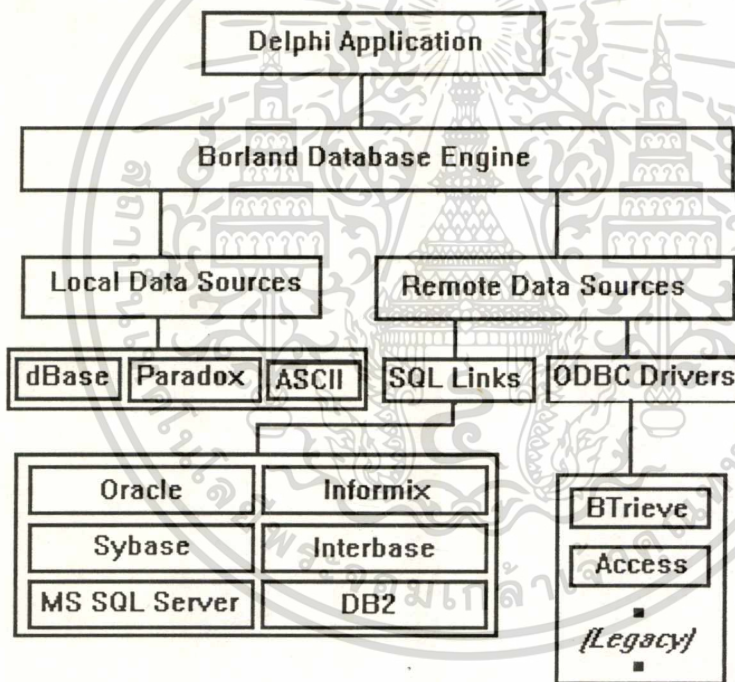 Delphi Application
Borland Database Engine
Local Data Sources
Remote Data Sources
dBase
Paradox
ASCII
SQL Links
ODBC Drivers
Oracle
Informix
Sybase
Interbase
MS SQL Server
DB2
BTrieve
Access
(Legacy)